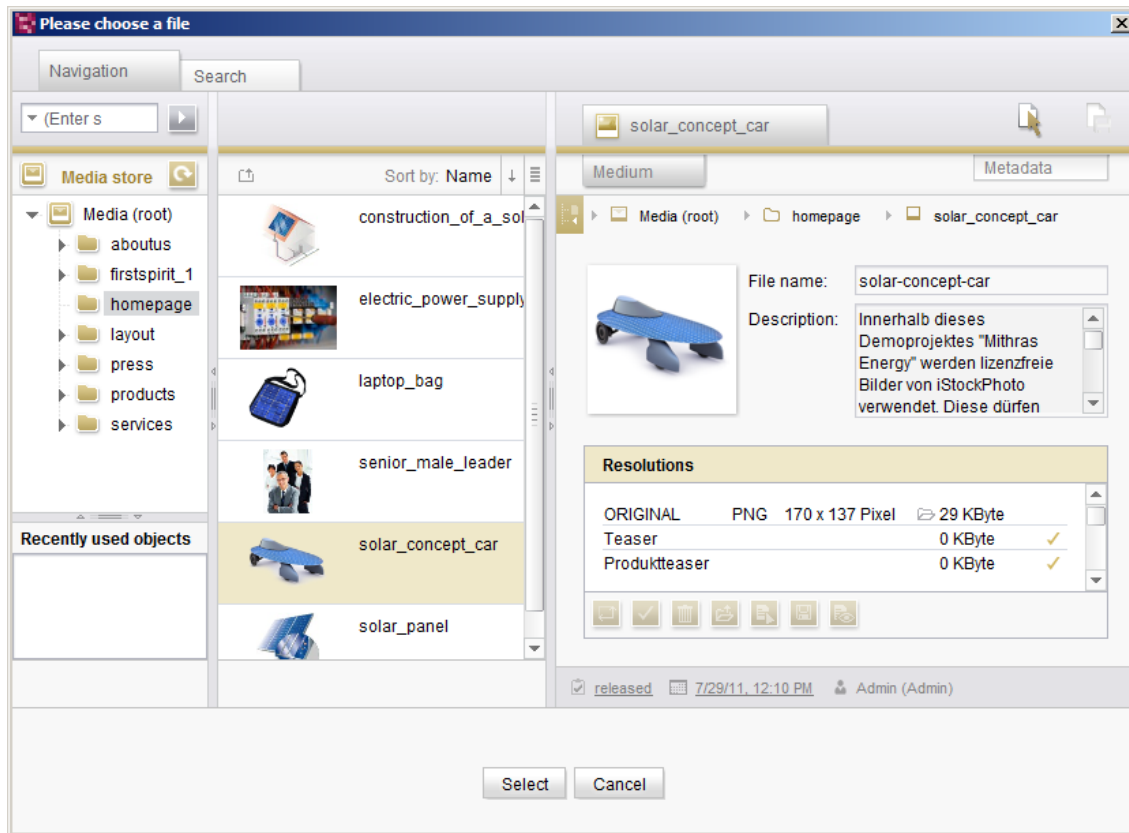 Please choose a file
Navigation
Search
(Enter s
solar_concept_car
Media store
Sort by: Name
Medium
Metadata
Media (root)
aboutus
firstspirit_1
homepage
layout
press
products
services
Recently used objects
construction_of_a_sol
electric_power_supply
laptop_bag
senior_male_leader
solar_concept_car
solar_panel
Media (root) homepage solar_concept_car
File name: solar-concept-car
Description: Innerhalb dieses
Demoprojektes "Mithras
Energy" werden lizenzfreie
Bilder von iStockPhoto
verwendet. Diese dürfen
Resolutions
ORIGINAL PNG 170 x 137 Pixel 29 KByte
Teaser 0 KByte
Produktteaser 0 KByte
released 7/29/11, 12:10 PM Admin (Admin)
Select Cancel